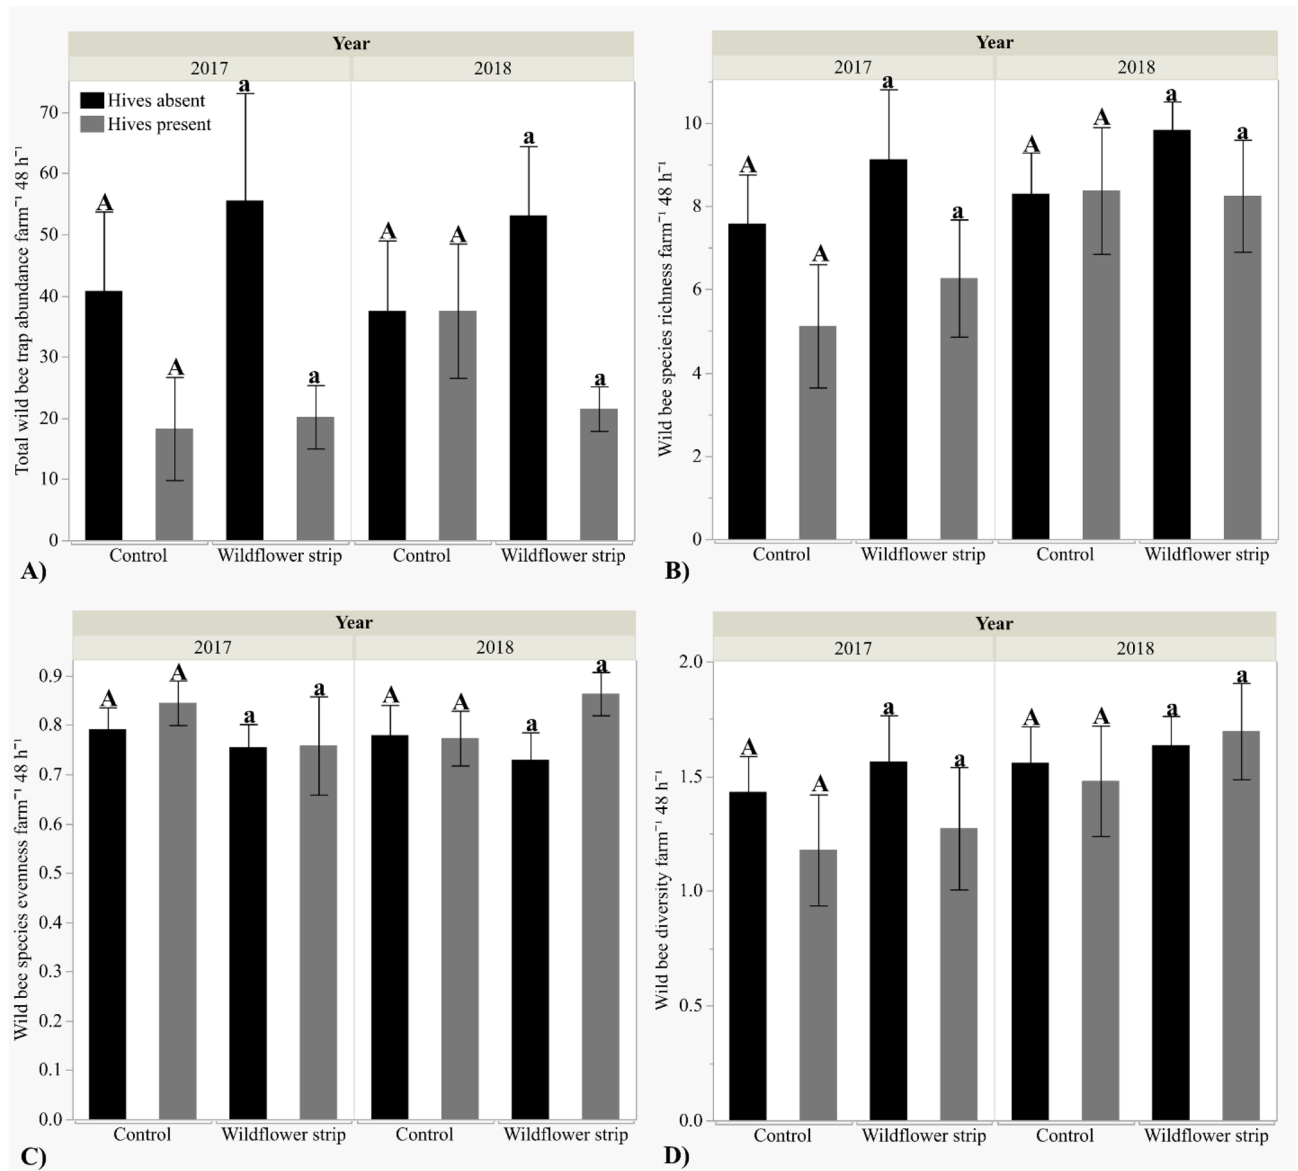 Year
2017 2018
Hives absent
Hives present
Total wild bee trap abundance farm⁻¹ 48 h⁻¹
70
60
50
40
30
20
10
0
A A a a A A a a
Control Wildflower strip Control Wildflower strip
A)
Year
2017 2018
Wild bee species richness farm⁻¹ 48 h⁻¹
10
8
6
4
2
0
A A a a A A a a
Control Wildflower strip Control Wildflower strip
B)
Year
2017 2018
Wild bee species evenness farm⁻¹ 48 h⁻¹
0.9
0.8
0.7
0.6
0.5
0.4
0.3
0.2
0.1
0.0
A A a a A A a a
Control Wildflower strip Control Wildflower strip
C)
Year
2017 2018
Wild bee diversity farm⁻¹ 48 h⁻¹
2.0
1.5
1.0
0.5
0.0
A A a a A A a a
Control Wildflower strip Control Wildflower strip
D)